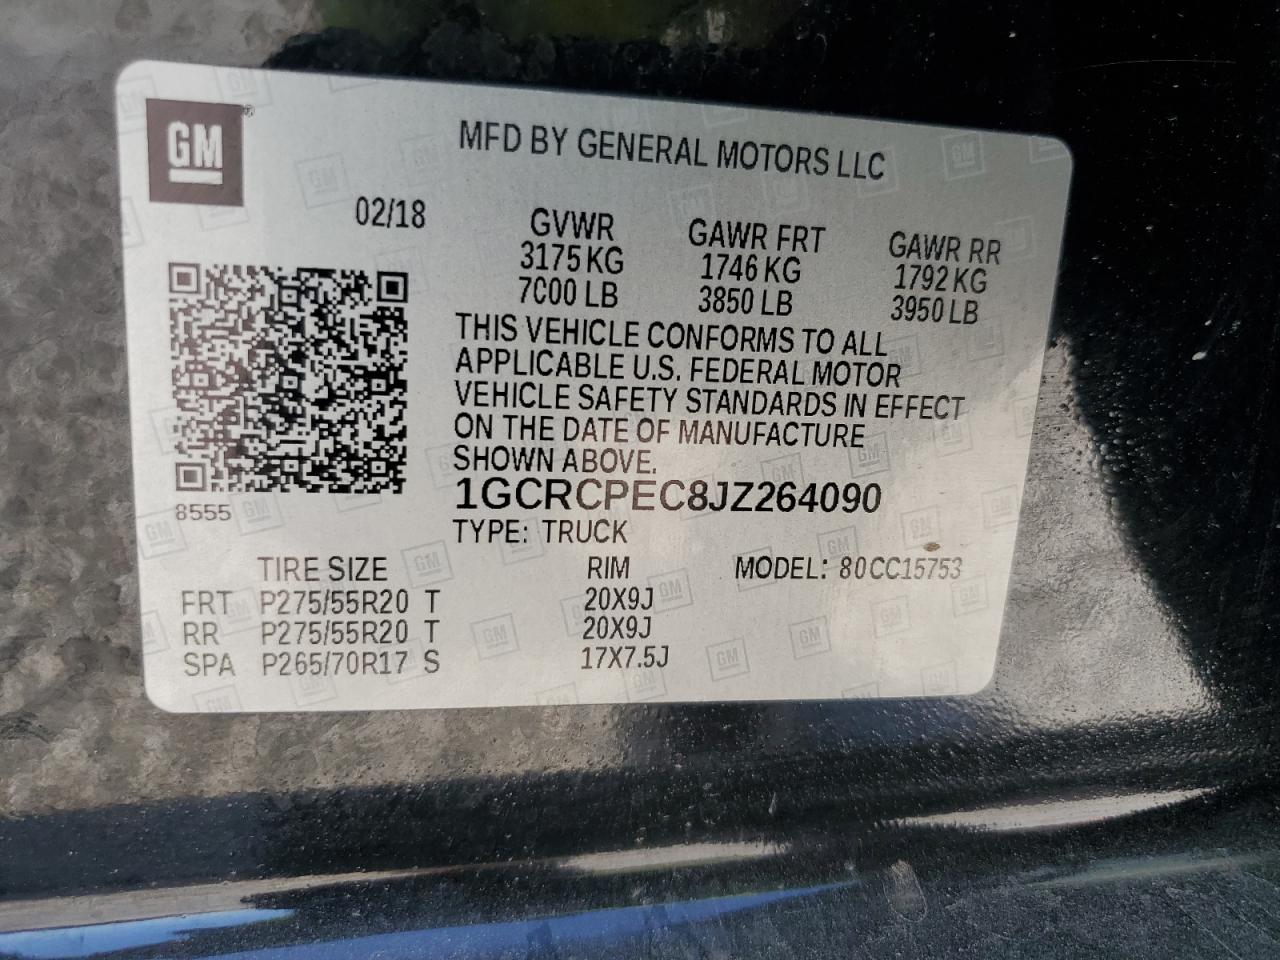 GM
MFD BY GENERAL MOTORS LLC
02/18
GVWR GAWR FRT GAWR RR
3175 KG 1746 KG 1792 KG
7000 LB 3850 LB 3950 LB
THIS VEHICLE CONFORMS TO ALL
APPLICABLE U.S. FEDERAL MOTOR
VEHICLE SAFETY STANDARDS IN EFFECT
ON THE DATE OF MANUFACTURE
SHOWN ABOVE.
1GCRCPEC8JZ264090
8555
TYPE: TRUCK
TIRE SIZE RIM MODEL: 80CC15753
FRT P275/55R20 T 20X9J
RR P275/55R20 T 20X9J
SPA P265/70R17 S 17X7.5J